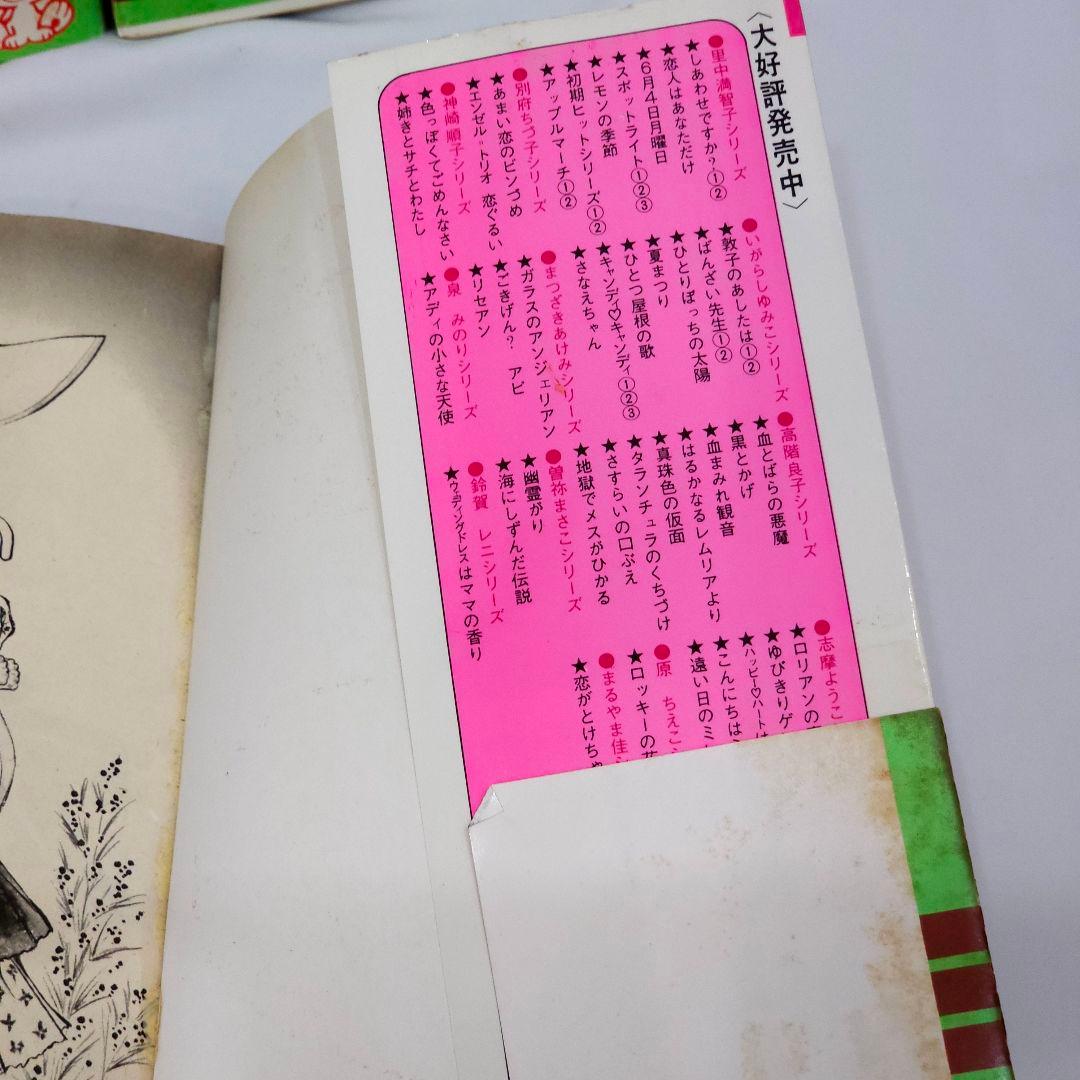 〈大好評発売中〉
●里中満智子シリーズ
★しあわせですか?①②
★恋人はあなただけ
★6月4日月曜日
★スポットライト①②③
★レモンの季節
★初期ヒットシリーズ①②
★アップルマーチ①②
●別府ちづ子シリーズ
★あまい恋のビンづめ
★エンゼル＝トリオ 恋ぐるい
●神崎順子シリーズ
★色っぽくてごめんなさい
★姉きとサチとわたし
●いがらしゆみこシリーズ
★敦子のあしたは①②
★ばんざい先生①②
★ひとりぼっちの太陽
★夏まつり
★ひとつ屋根の歌
★キャンディ♡キャンディ①②③
★さなえちゃん
●まつざきあけみシリーズ
★ガラスのアンジェリアン
★ごきげん? アビ
★リセアン
●泉 みのりシリーズ
★アディの小さな天使
●高階良子シリーズ
★血とばらの悪魔
★黒とかげ
★血まみれ観音
★はるかなるレムリアより
★真珠色の仮面
★タランチュラのくちづけ
★さすらいの口ぶえ
★地獄でメスがひかる
●曽祢まさこシリーズ
★幽霊がり
★海にしずんだ伝説
●鈴賀 レニシリーズ
★ウェディングドレスはママの香り
●志摩ようこ
★ロリアンの
★ゆびきりゲ
★ハッピー♡ハートは
★こんにちは
★遠い日のミ
●原 ちえこシ
★ロッキーの
●まるやま佳シ
★恋がとけちゃ